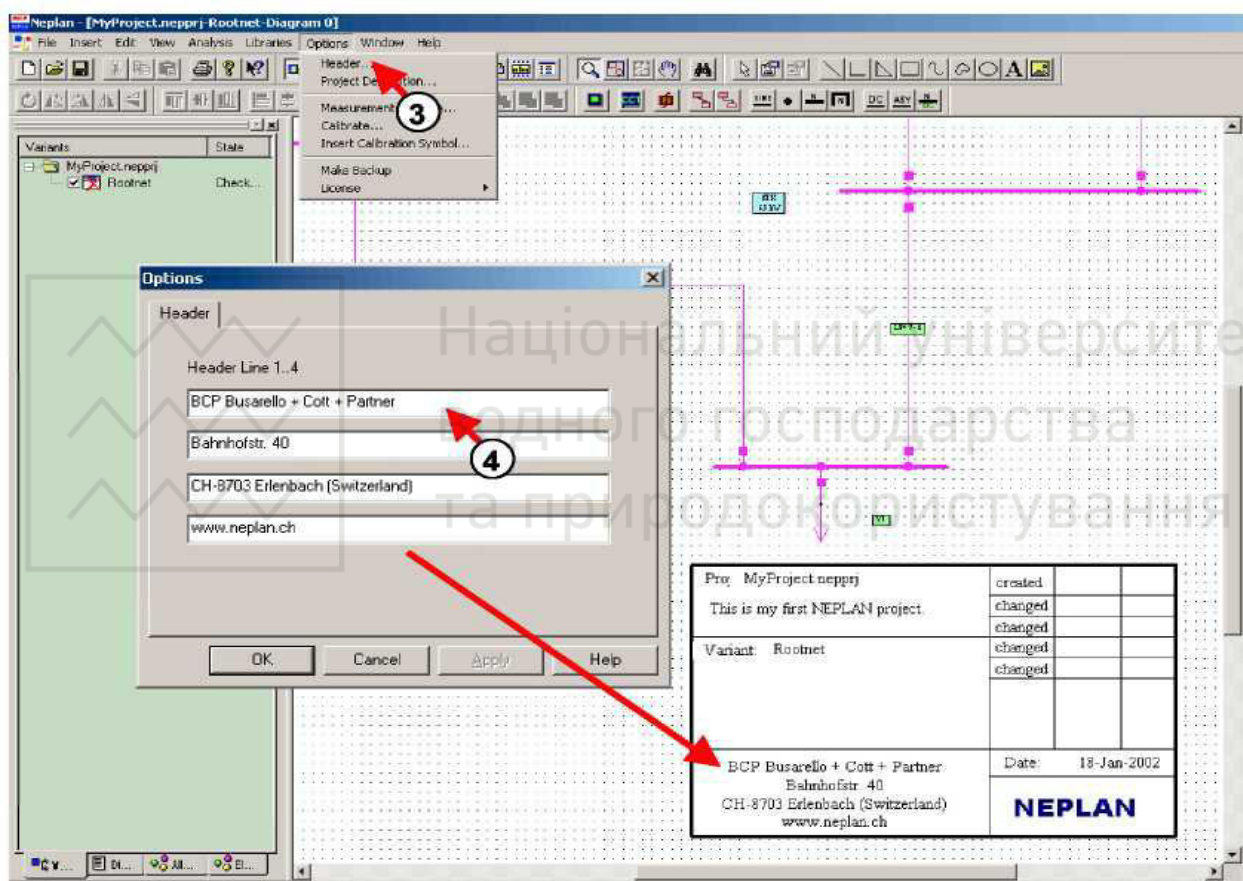 Neplan - [MyProject.nepprj-Rootnet-Diagram 0]
File Insert Edit View Analysis Libraries Options Window Help
Header...
Project
Measurement
Calibrate...
Insert Calibration Symbol...
Make Backup
License
3
Variants State
MyProject.nepprj
Rootnet Check...
Options
Header
Header Line 1..4
BCP Busarello + Cott + Partner
Bahnhofstr. 40
CH-8703 Erlenbach (Switzerland)
www.neplan.ch
4
OK Cancel Apply Help
Національний університе
водного господарства
та природокористування
Pro: MyProject.nepprj
This is my first NEPLAN project.
Variant: Rootnet
created
changed
changed
changed
changed
BCP Busarello + Cott + Partner
Bahnhofstr. 40
CH-8703 Erlenbach (Switzerland)
www.neplan.ch
Date: 18-Jan-2002
NEPLAN